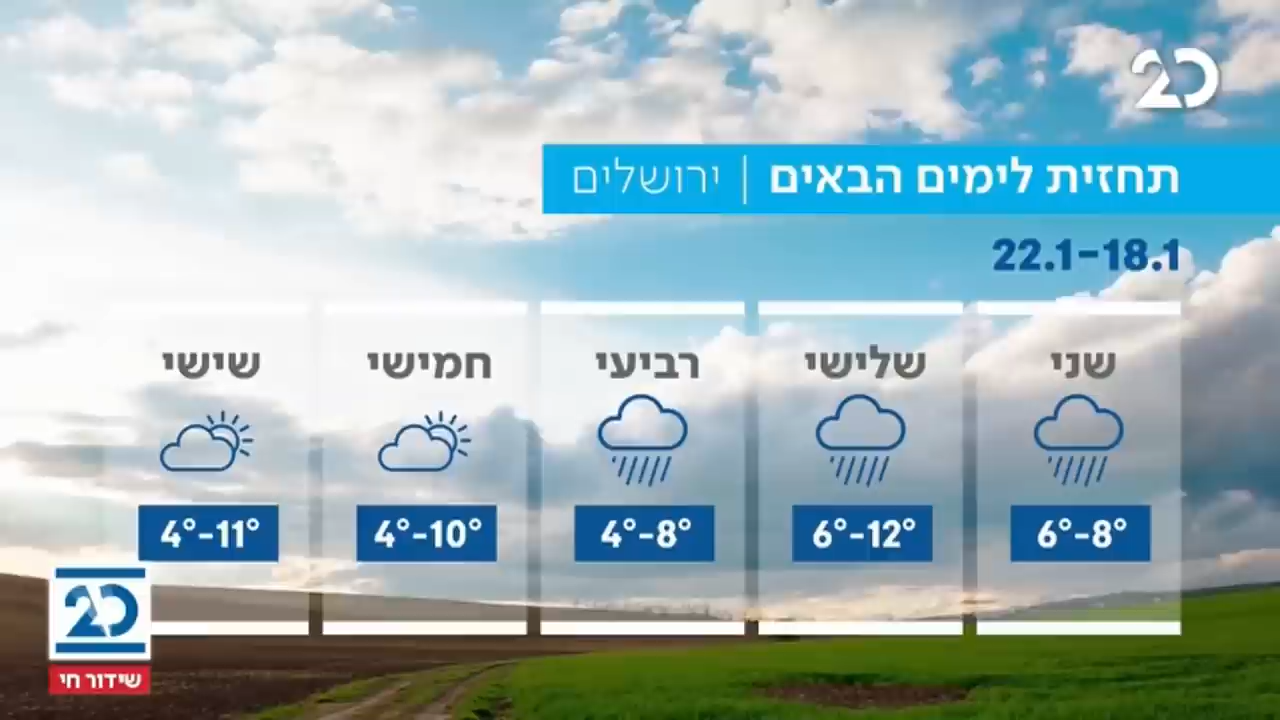 20
תחזית לימים הבאים | ירושלים
22.1-18.1
שני שלישי רביעי חמישי שישי
6°-8° 6°-12° 4°-8° 4°-10° 4°-11°
20
שידור חי